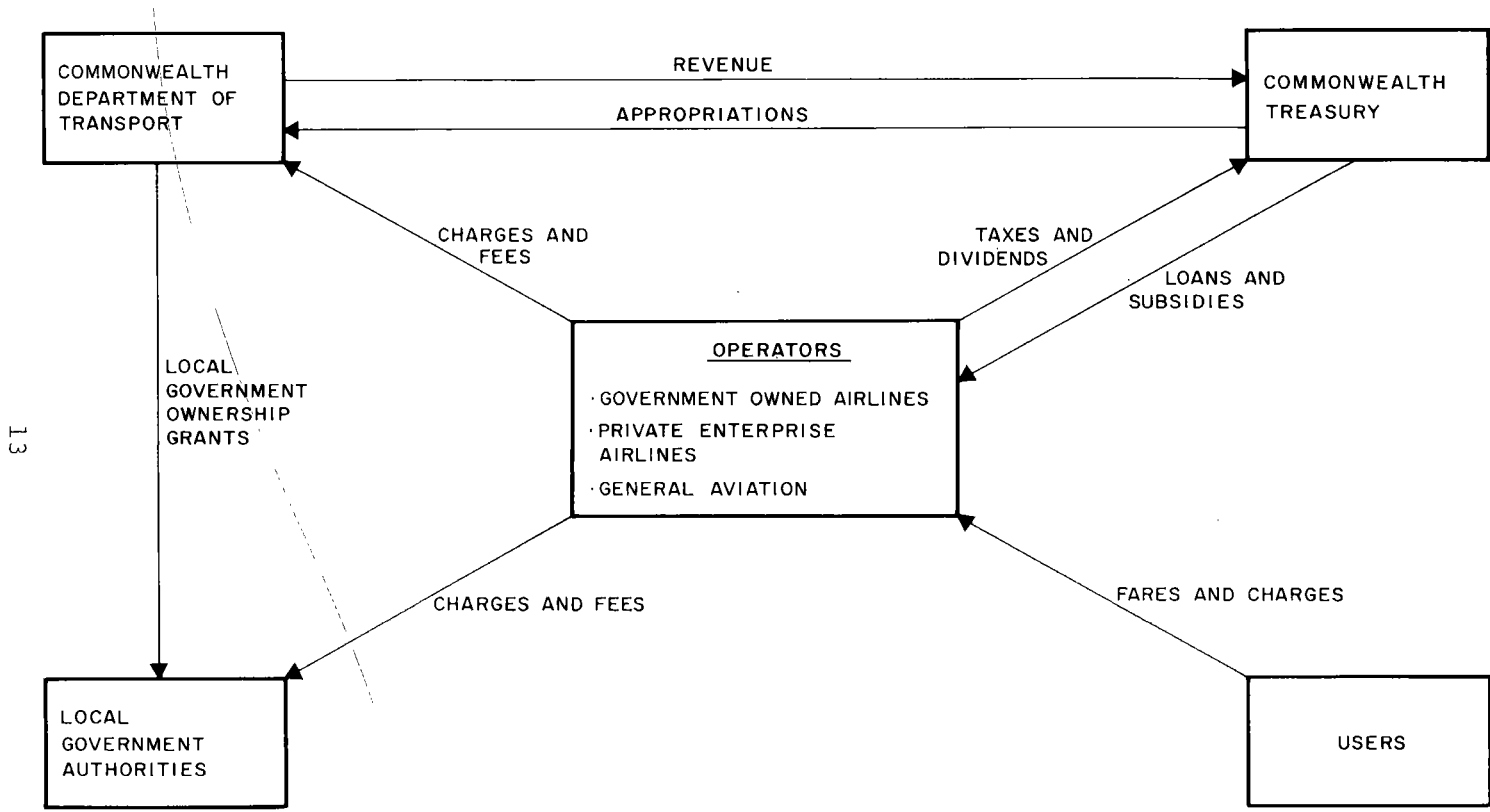 COMMONWEALTH
DEPARTMENT OF
TRANSPORT
REVENUE
APPROPRIATIONS
COMMONWEALTH
TREASURY
CHARGES AND
FEES
TAXES AND
DIVIDENDS
LOANS AND
SUBSIDIES
LOCAL
GOVERNMENT
OWNERSHIP
GRANTS
OPERATORS
· GOVERNMENT OWNED AIRLINES
· PRIVATE ENTERPRISE
AIRLINES
· GENERAL AVIATION
13
CHARGES AND FEES
FARES AND CHARGES
LOCAL
GOVERNMENT
AUTHORITIES
USERS